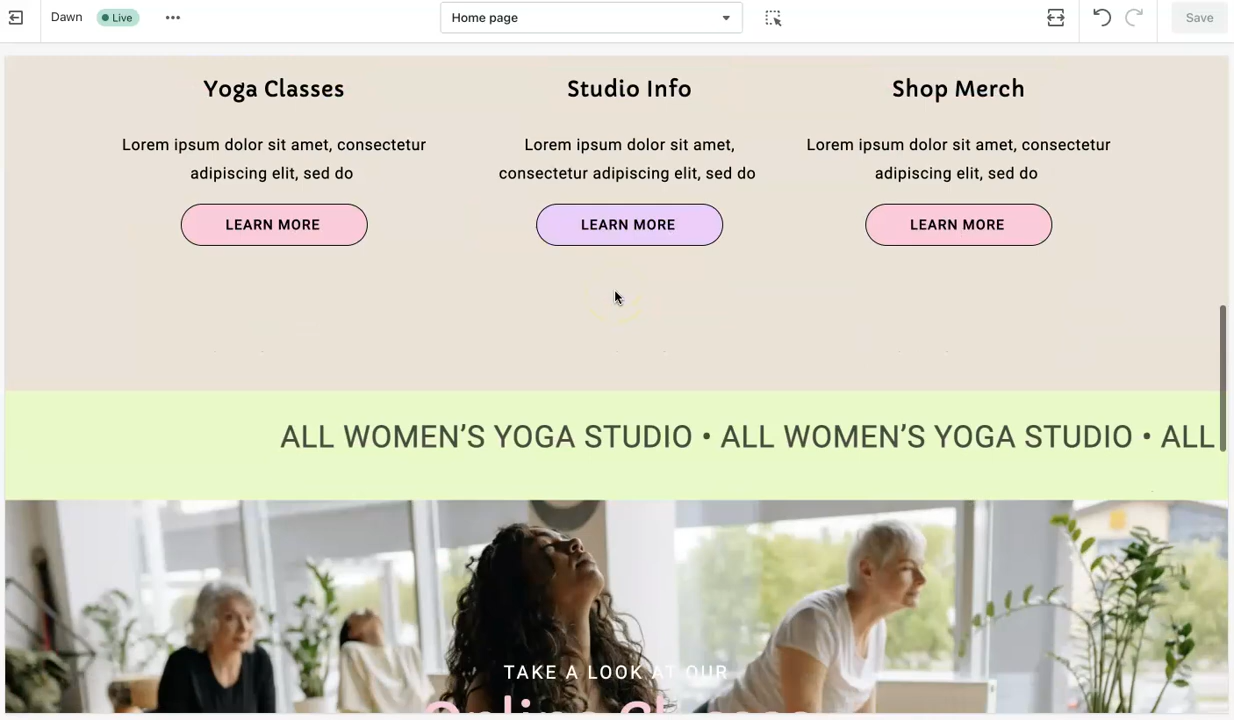 Dawn
Live
Home page
Save
Yoga Classes
Studio Info
Shop Merch
Lorem ipsum dolor sit amet, consectetur
adipiscing elit, sed do
Lorem ipsum dolor sit amet,
consectetur adipiscing elit, sed do
Lorem ipsum dolor sit amet, consectetur
adipiscing elit, sed do
LEARN MORE
LEARN MORE
LEARN MORE
ALL WOMEN’S YOGA STUDIO • ALL WOMEN’S YOGA STUDIO • ALL
TAKE A LOOK AT OUR
Online Classes